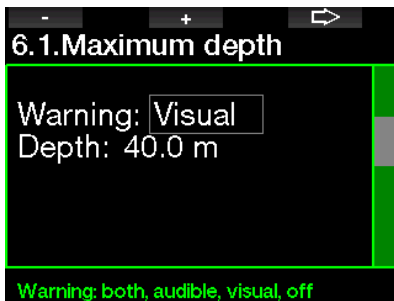 - + ⇨
6.1.Maximum depth
Warning: Visual
Depth: 40.0 m
Warning: both, audible, visual, off